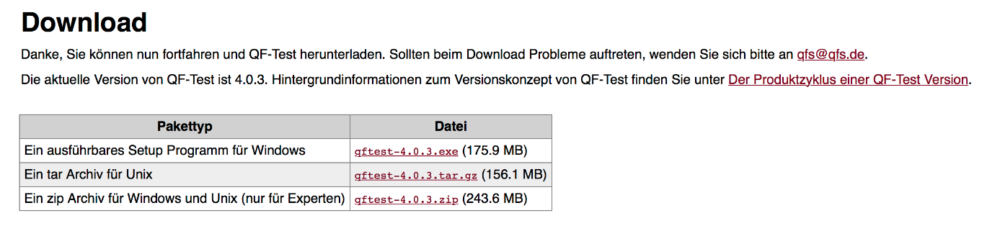 Download
Danke, Sie können nun fortfahren und QF-Test herunterladen. Sollten beim Download Probleme auftreten, wenden Sie sich bitte an qfs@qfs.de.
Die aktuelle Version von QF-Test ist 4.0.3. Hintergrundinformationen zum Versionskonzept von QF-Test finden Sie unter Der Produktzyklus einer QF-Test Version.
Pakettyp Datei
Ein ausführbares Setup Programm für Windows qftest-4.0.3.exe (175.9 MB)
Ein tar Archiv für Unix qftest-4.0.3.tar.gz (156.1 MB)
Ein zip Archiv für Windows und Unix (nur für Experten) qftest-4.0.3.zip (243.6 MB)